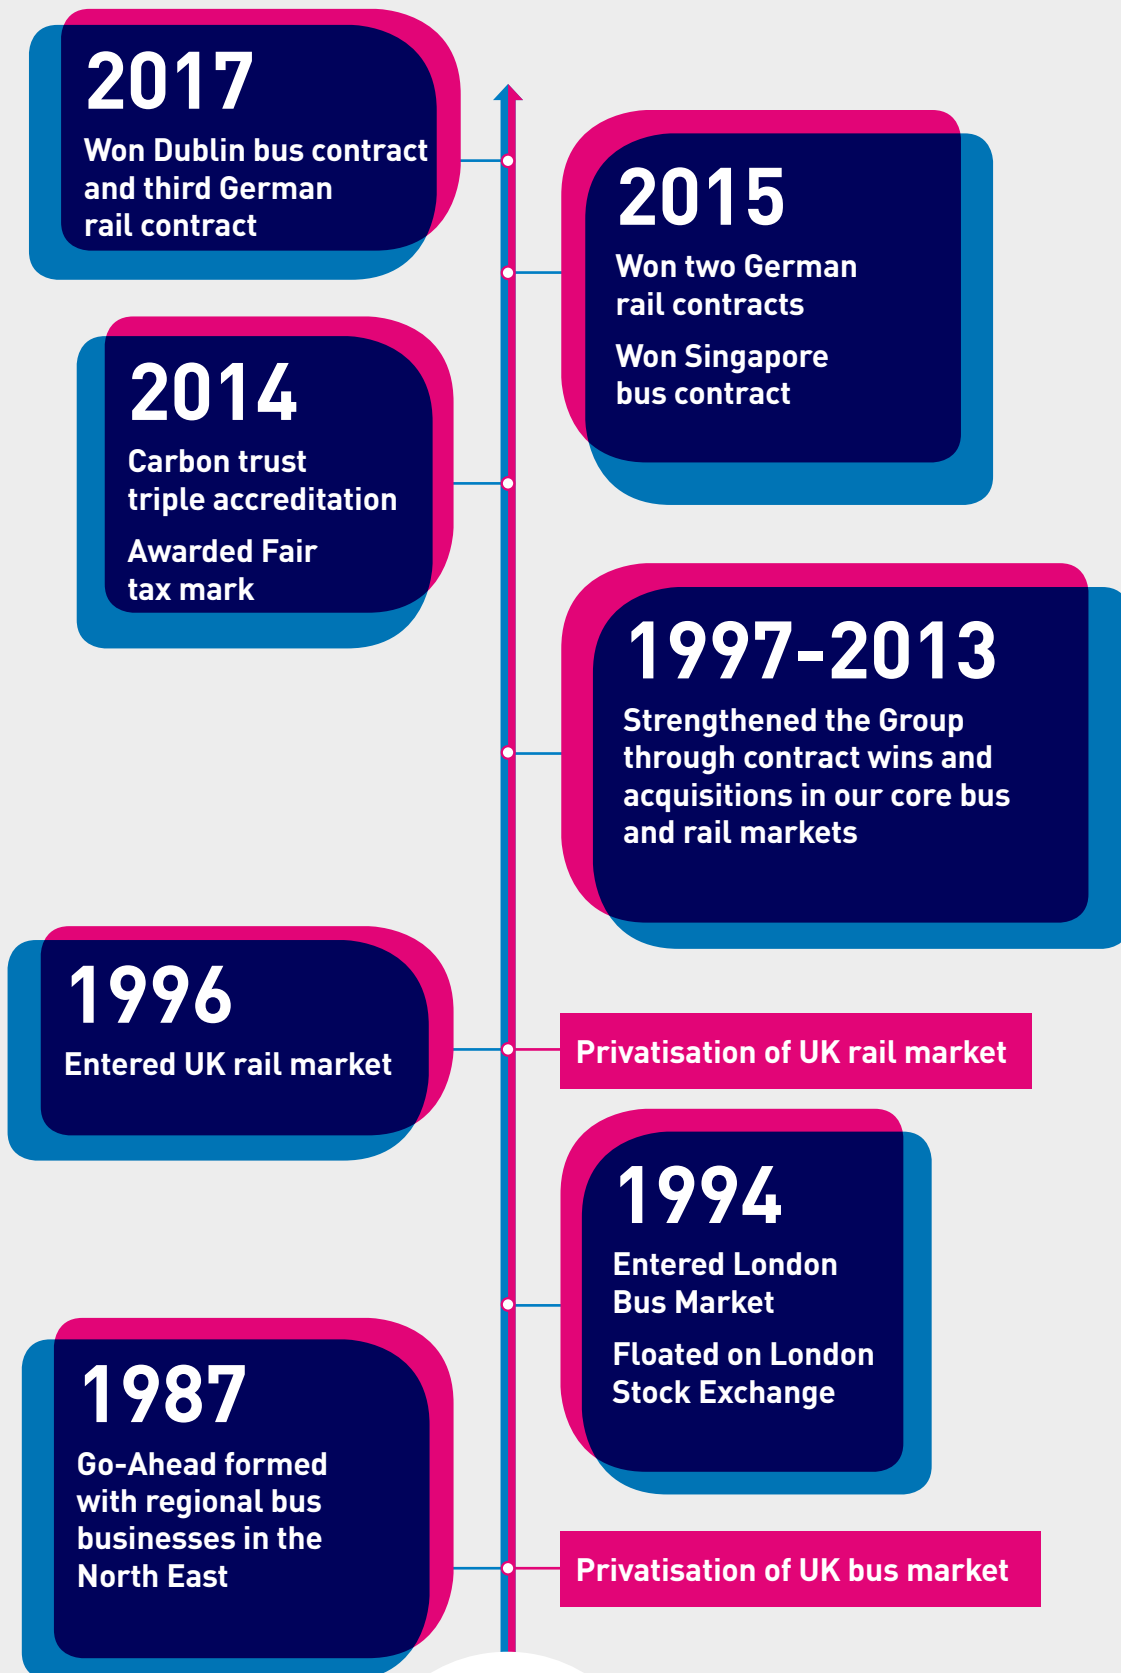 2017
Won Dublin bus contract
and third German
rail contract
2015
Won two German
rail contracts
Won Singapore
bus contract
2014
Carbon trust
triple accreditation
Awarded Fair
tax mark
1997-2013
Strengthened the Group
through contract wins and
acquisitions in our core bus
and rail markets
1996
Entered UK rail market
Privatisation of UK rail market
1994
Entered London
Bus Market
Floated on London
Stock Exchange
1987
Go-Ahead formed
with regional bus
businesses in the
North East
Privatisation of UK bus market